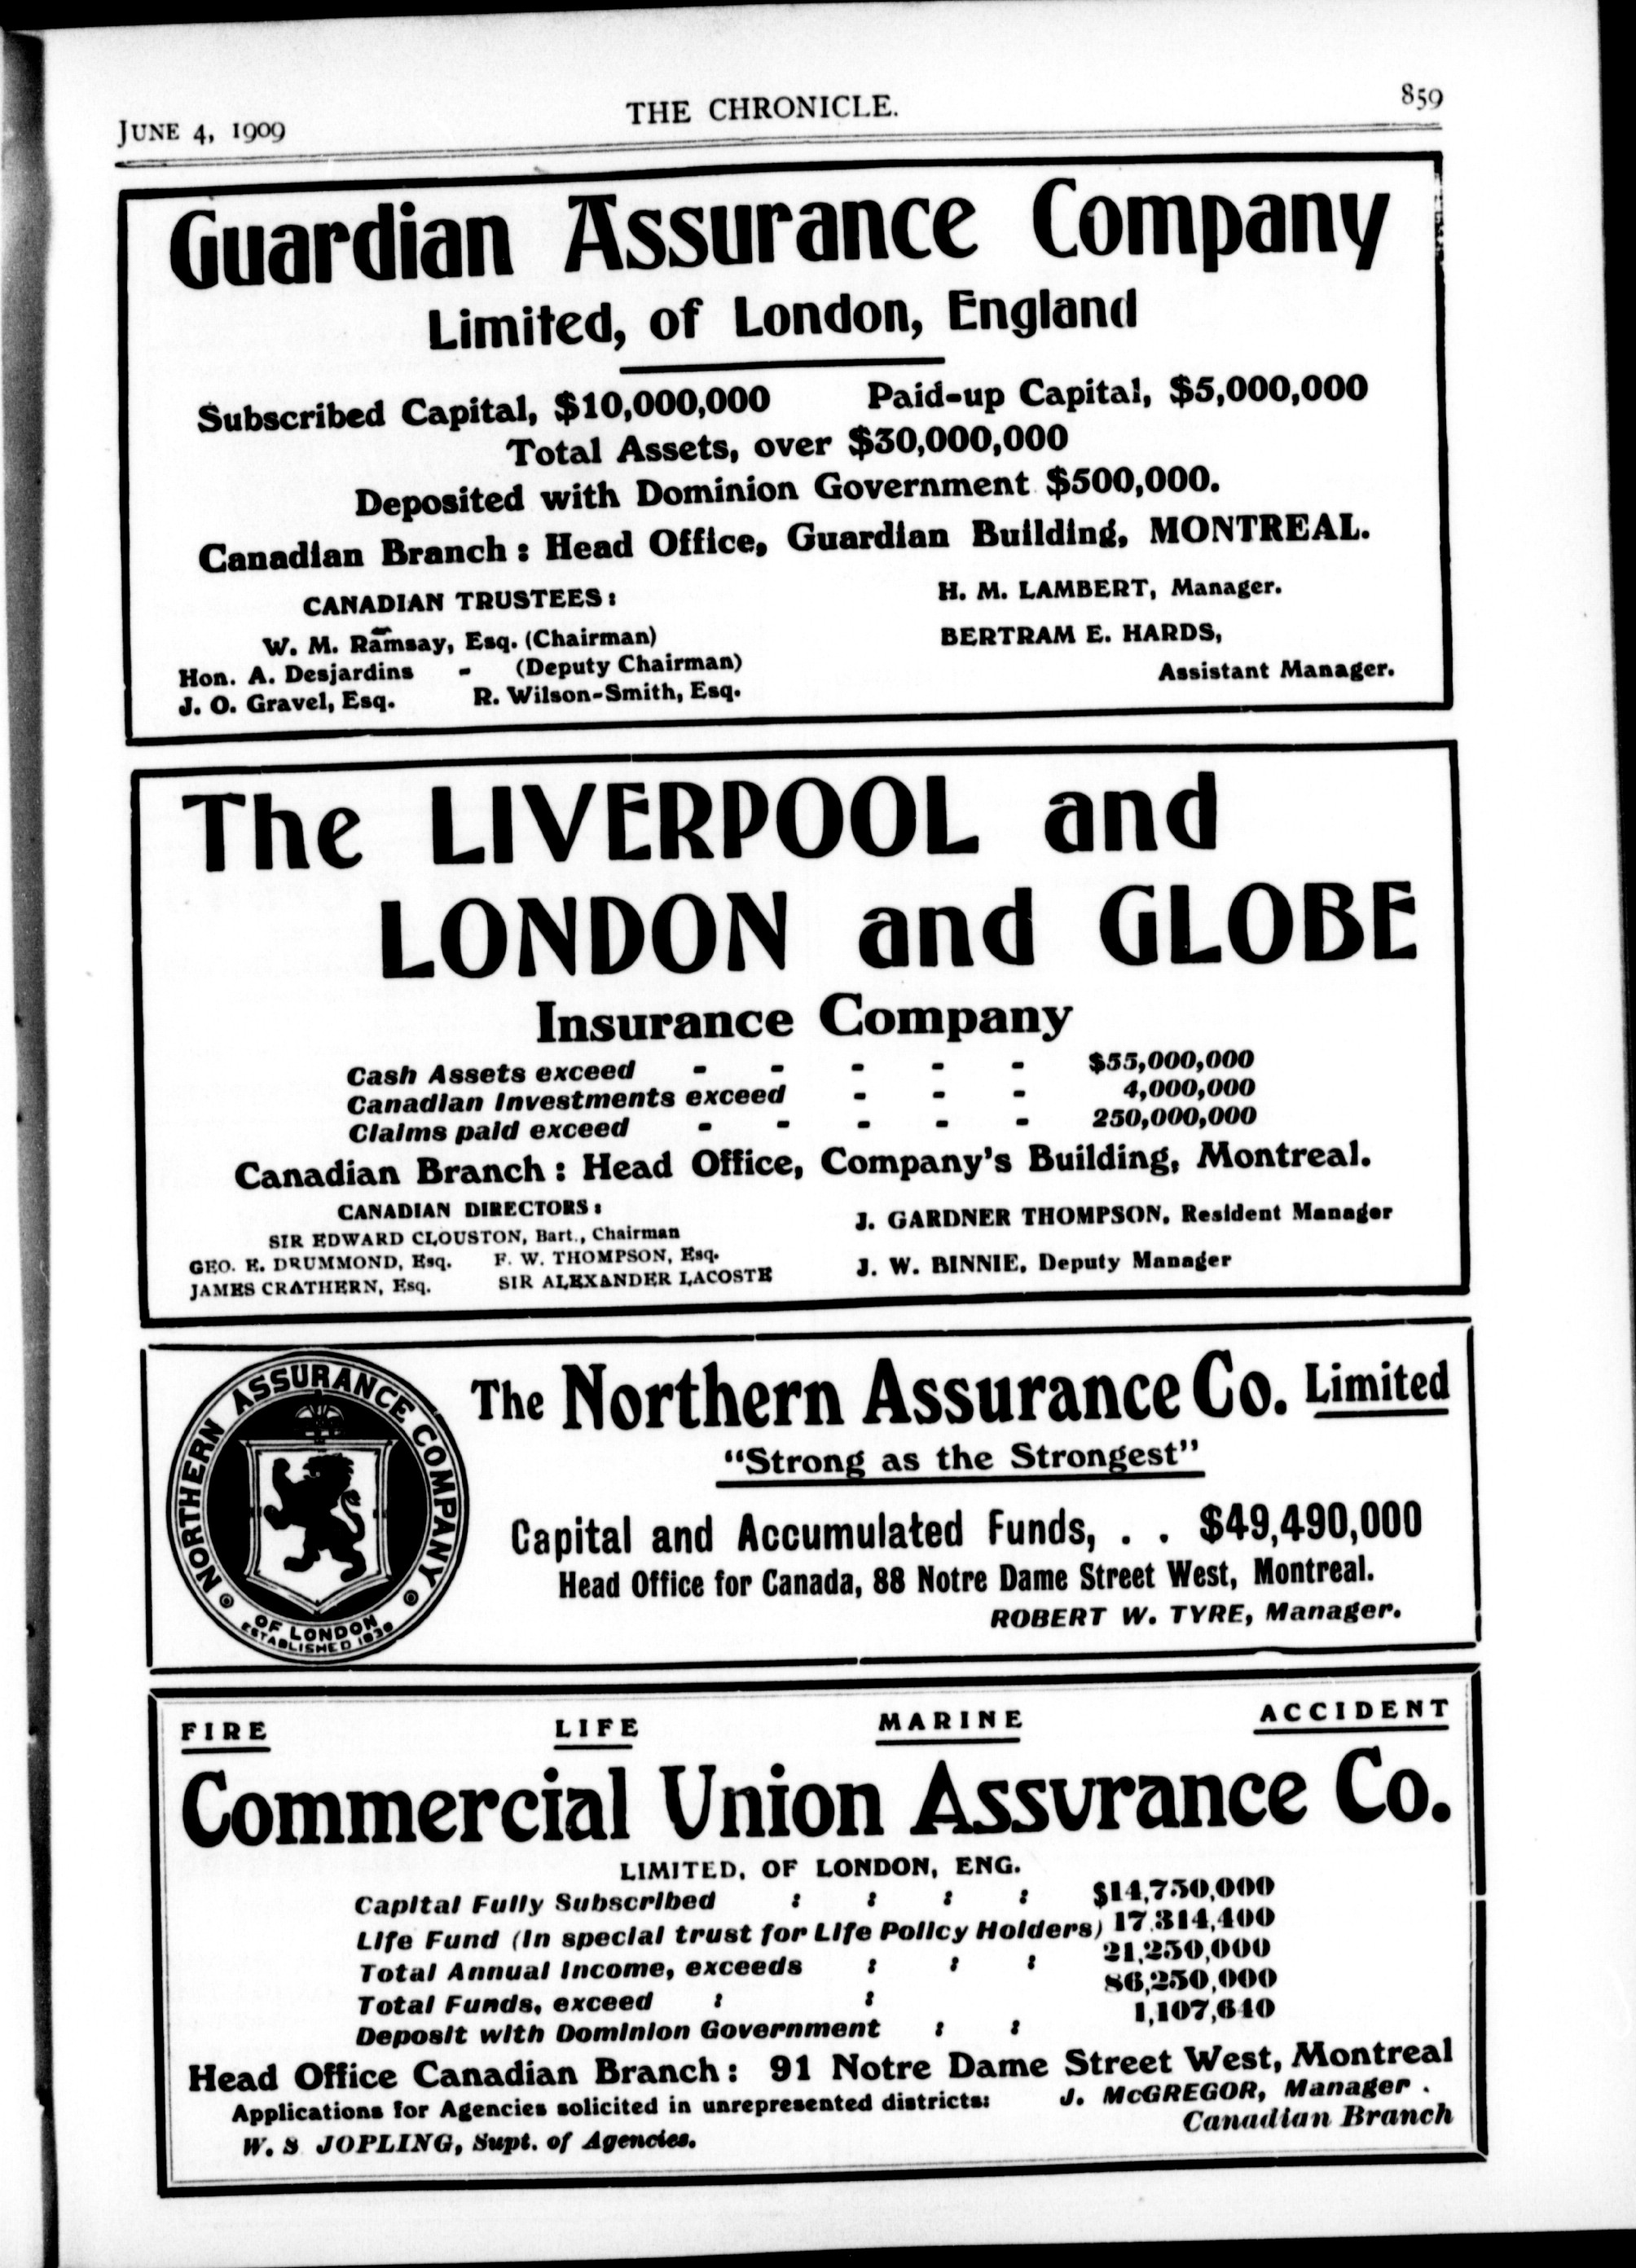 JUNE 4, 1909 THE CHRONICLE. 859
Guardian Assurance Company
Limited, of London, England
Subscribed Capital, $10,000,000 Paid-up Capital, $5,000,000
Total Assets, over $30,000,000
Deposited with Dominion Government $500,000.
Canadian Branch : Head Office, Guardian Building, MONTREAL.
CANADIAN TRUSTEES :
W. M. Ramsay, Esq. (Chairman)
Hon. A. Desjardins - (Deputy Chairman)
J. O. Gravel, Esq. R. Wilson-Smith, Esq.
H. M. LAMBERT, Manager.
BERTRAM E. HARDS,
Assistant Manager.
The LIVERPOOL and
LONDON and GLOBE
Insurance Company
Cash Assets exceed - - - - - $55,000,000
Canadian Investments exceed - - - 4,000,000
Claims paid exceed - - - - - 250,000,000
Canadian Branch : Head Office, Company's Building, Montreal.
CANADIAN DIRECTORS :
SIR EDWARD CLOUSTON, Bart., Chairman
GEO. E. DRUMMOND, Esq. F. W. THOMPSON, Esq.
JAMES CRATHERN, Esq. SIR ALEXANDER LACOSTE
J. GARDNER THOMPSON, Resident Manager
J. W. BINNIE, Deputy Manager
NORTHERN ASSURANCE COMPANY
OF LONDON
ESTABLISHED 1836
The Northern Assurance Co. Limited
"Strong as the Strongest"
Capital and Accumulated Funds, . . $49,490,000
Head Office for Canada, 88 Notre Dame Street West, Montreal.
ROBERT W. TYRE, Manager.
FIRE LIFE MARINE ACCIDENT
Commercial Union Assurance Co.
LIMITED, OF LONDON, ENG.
Capital Fully Subscribed : : : : $14,750,000
Life Fund (In special trust for Life Policy Holders) 17,314,400
Total Annual Income, exceeds : : : 21,250,000
Total Funds, exceed : : 86,250,000
Deposit with Dominion Government : : 1,107,640
Head Office Canadian Branch : 91 Notre Dame Street West, Montreal
Applications for Agencies solicited in unrepresented districts:
W. S JOPLING, Supt. of Agencies.
J. McGREGOR, Manager .
Canadian Branch